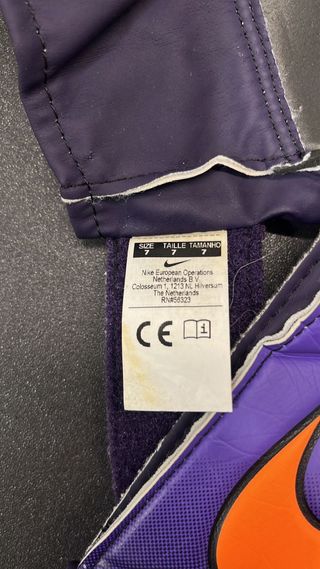 SIZE TAILLE TAMANHO
7 7 7
Nike European Operations
Netherlands B.V.
Colosseum 1, 1213 NL Hilversum
The Netherlands
RN#56323
CE